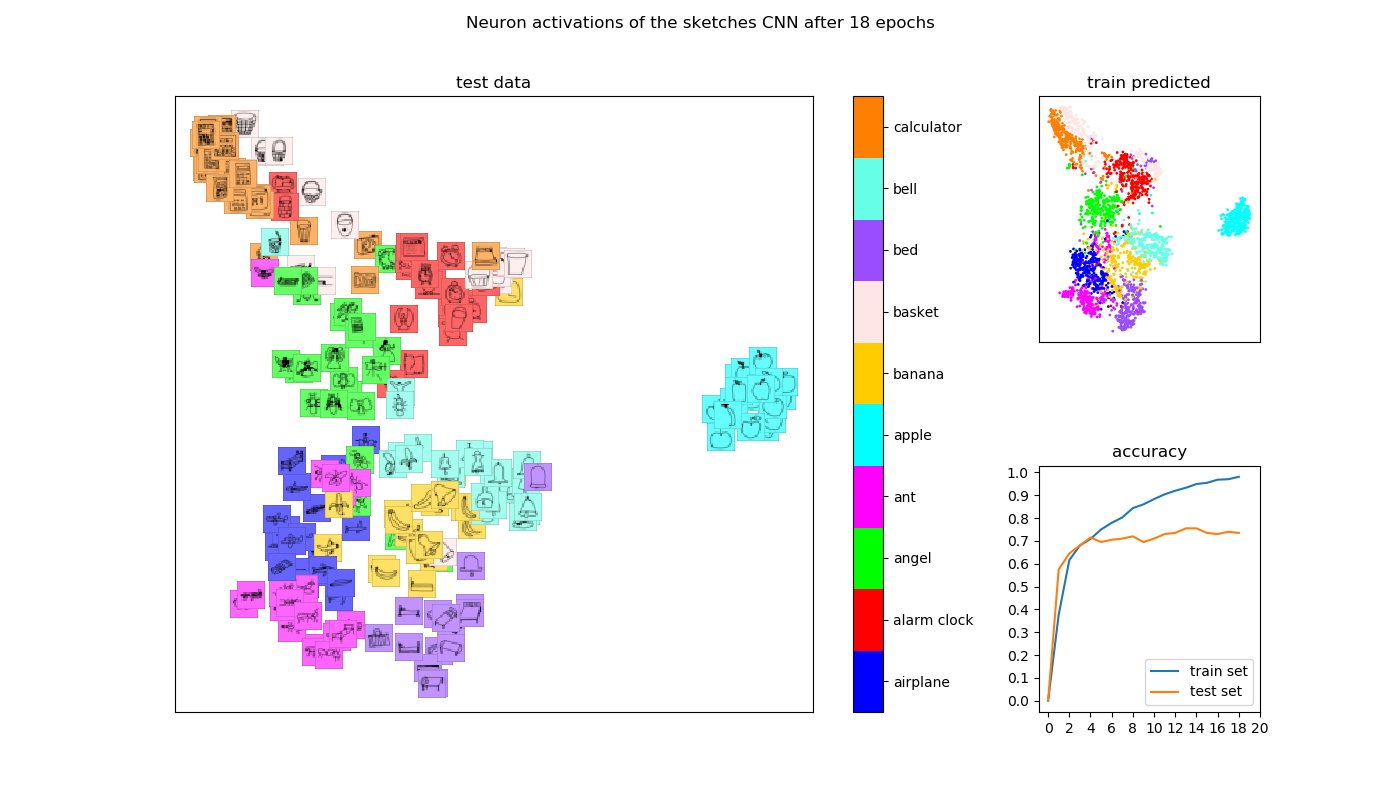 Neuron activations of the sketches CNN after 18 epochs
test data
calculator
bell
bed
basket
banana
apple
ant
angel
alarm clock
airplane
train predicted
accuracy
1.0
0.9
0.8
0.7
0.6
0.5
0.4
0.3
0.2
0.1
0.0
train set
test set
0 2 4 6 8 10 12 14 16 18 20